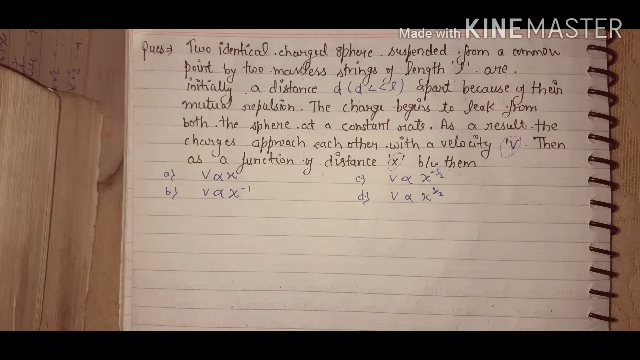 Made with KINEMASTER
Ques→ Two identical charged sphere suspended from a common
point by two massless strings of length 'l' are
initially a distance d (d<<l) apart because of their
mutual repulsion. The charge begins to leak from
both the sphere at a constant rate. As a result the
charges approach each other with a velocity 'v'. Then
as a function of distance 'x' b/w them
a) v∝x c) v∝x^-1/2
b) v∝x^-1 d) v∝x^3/2